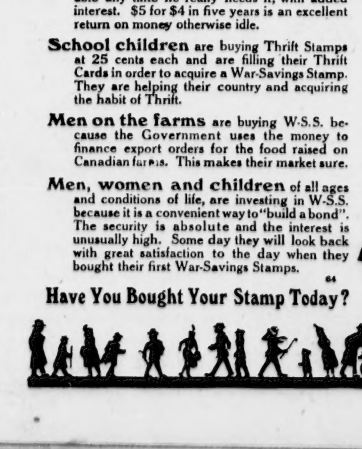 interest. $5 for $4 in five years is an excellent
return on money otherwise idle.
School children are buying Thrift Stamps
at 25 cents each and are filling their Thrift
Cards in order to acquire a War-Savings Stamp.
They are helping their country and acquiring
the habit of Thrift.
Men on the farms are buying W-S.S. be-
cause the Government uses the money to
finance export orders for the food raised on
Canadian farms. This makes their market sure.
Men, women and children of all ages
and conditions of life, are investing in W-S.S.
because it is a convenient way to "build a bond".
The security is absolute and the interest is
unusually high. Some day they will look back
with great satisfaction to the day when they
bought their first War-Savings Stamps.
64
Have You Bought Your Stamp Today?